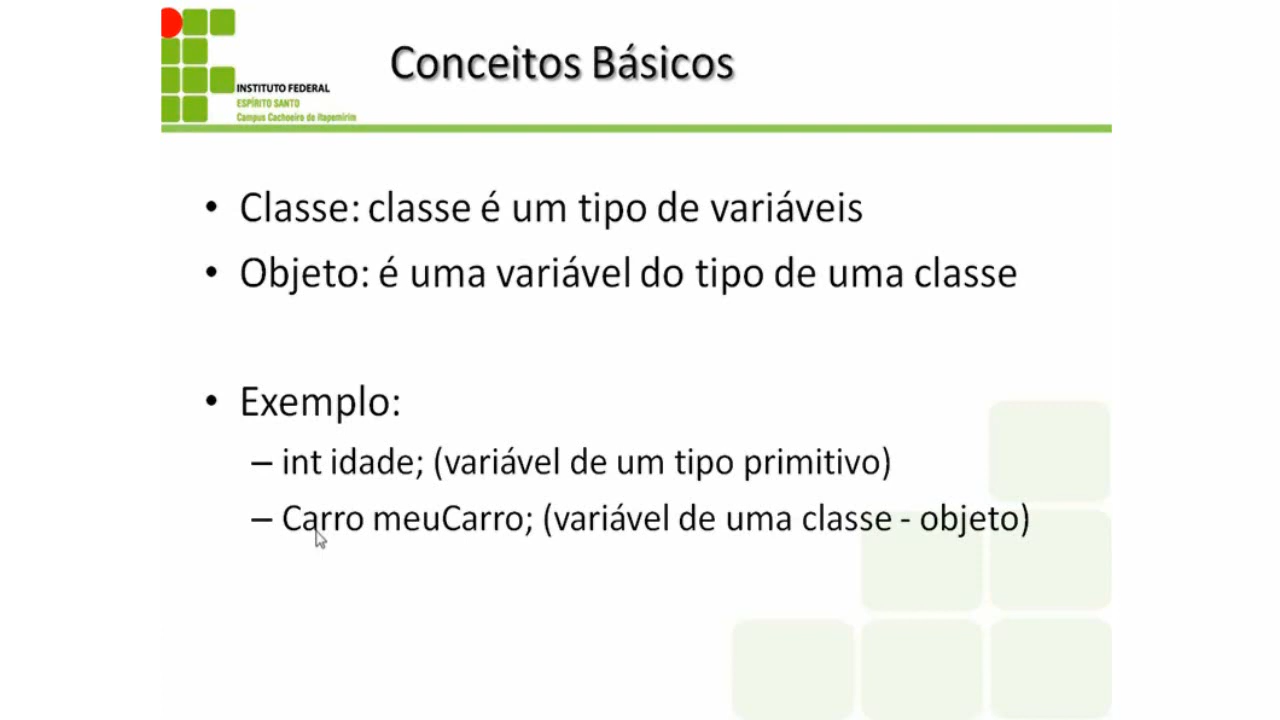 Conceitos Básicos
INSTITUTO FEDERAL
ESPÍRITO SANTO
Campus Cachoeiro de Itapemirim
• Classe: classe é um tipo de variáveis
• Objeto: é uma variável do tipo de uma classe
• Exemplo:
– int idade; (variável de um tipo primitivo)
– Carro meuCarro; (variável de uma classe - objeto)